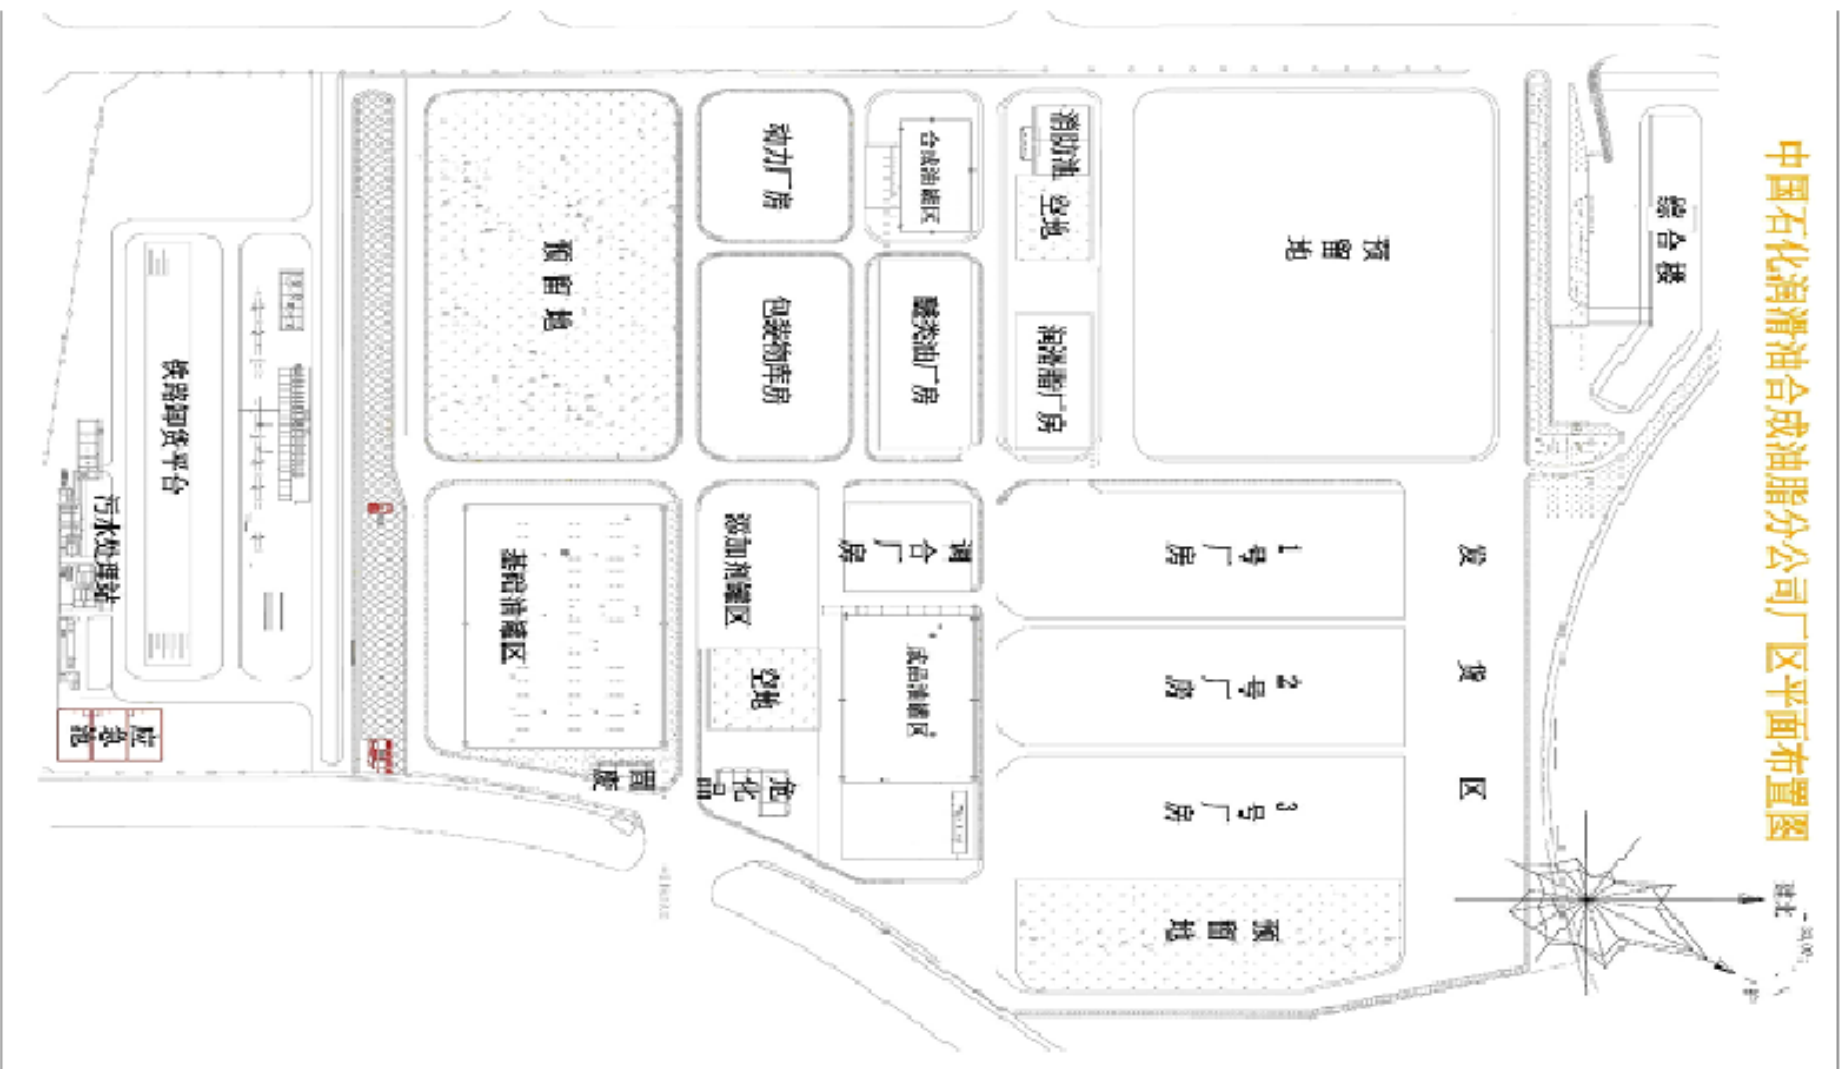 中国石化润滑油合成油脂分公司厂区平面布置图
综合楼
预留地
消防池
空地
润滑脂厂房
合成油罐区
醚类油厂房
动力厂房
包装物库房
预留地
铁路卸货平台
污水处理站
应急池
基础油罐区
添加剂罐区
空地
危化品
调合厂房
成品油罐区
1号厂房
2号厂房
3号厂房
预留地
发货区
建北